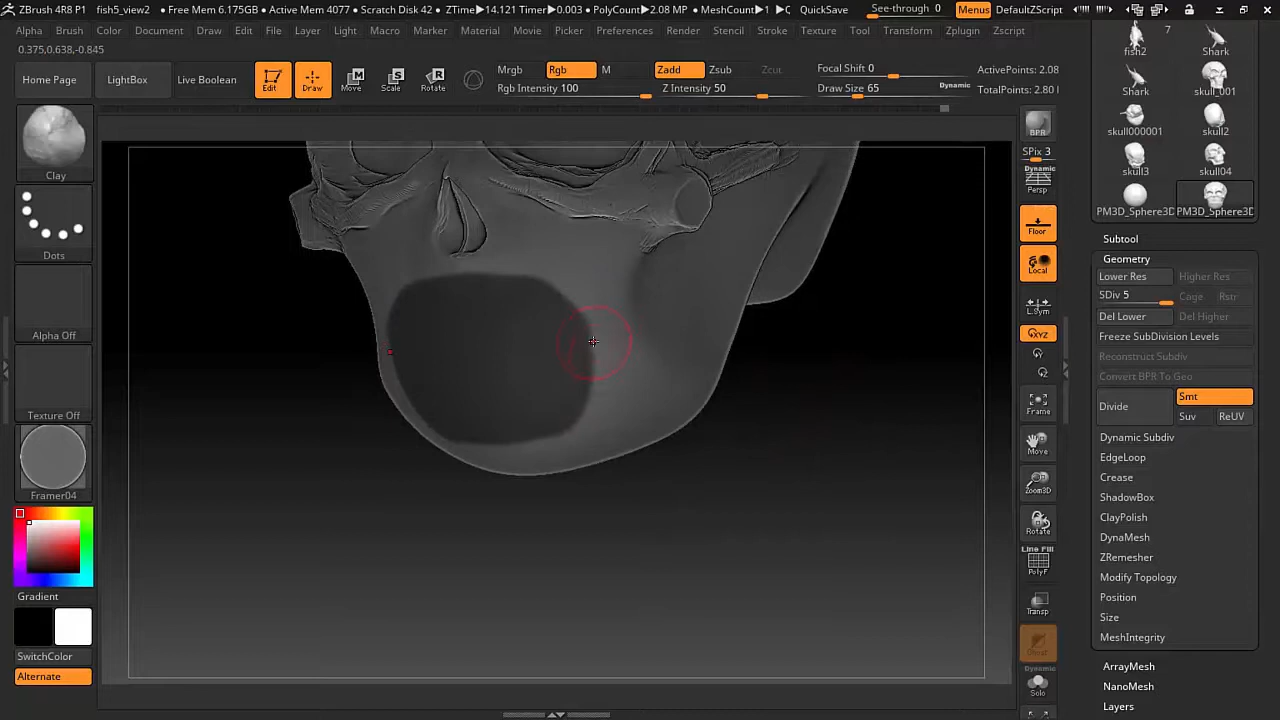 ZBrush 4R8 P1 fish5_view2 • Free Mem 6.175GB • Active Mem 5995 • Scratch Disk 42 • ZTime▶14.121 Timer▶0.003 • PolyCount▶2.08 MP • MeshCount▶1 QuickSave See-through 0 Menus DefaultZScript
Alpha Brush Color Document Draw Edit File Layer Light Macro Marker Material Movie Picker Preferences Render Stencil Stroke Texture Tool Transform Zplugin Zscript
0.375,0.638,-0.845
Home Page LightBox Live Boolean Edit Draw Move Scale Rotate
M S R
Mrgb Rgb M Zadd Zsub Zcut
Rgb Intensity 100 Z Intensity 50
Focal Shift 0
Draw Size 65 Dynamic
ActivePoints: 2.08
TotalPoints: 2.80
Clay
Dots
Alpha Off
Texture Off
Framer04
Gradient
SwitchColor
Alternate
BPR
SPix 3
Dynamic
Persp
Floor
Local
L.Sym
XYZ
Y
Z
Frame
Move
Zoom3D
Rotate
Line Fill
PolyF
Transp
Ghost
Dynamic
Solo
7
fish2 Shark
Shark skull_001
skull000001 skull2
skull3 skull04
PM3D_Sphere3D PM3D_Sphere3D
Subtool
Geometry
Lower Res Higher Res
SDiv 5 Cage Rstr
Del Lower Del Higher
Freeze SubDivision Levels
Reconstruct Subdiv
Convert BPR To Geo
Divide Smt
Suv ReUV
Dynamic Subdiv
EdgeLoop
Crease
ShadowBox
ClayPolish
DynaMesh
ZRemesher
Modify Topology
Position
Size
MeshIntegrity
ArrayMesh
NanoMesh
Layers